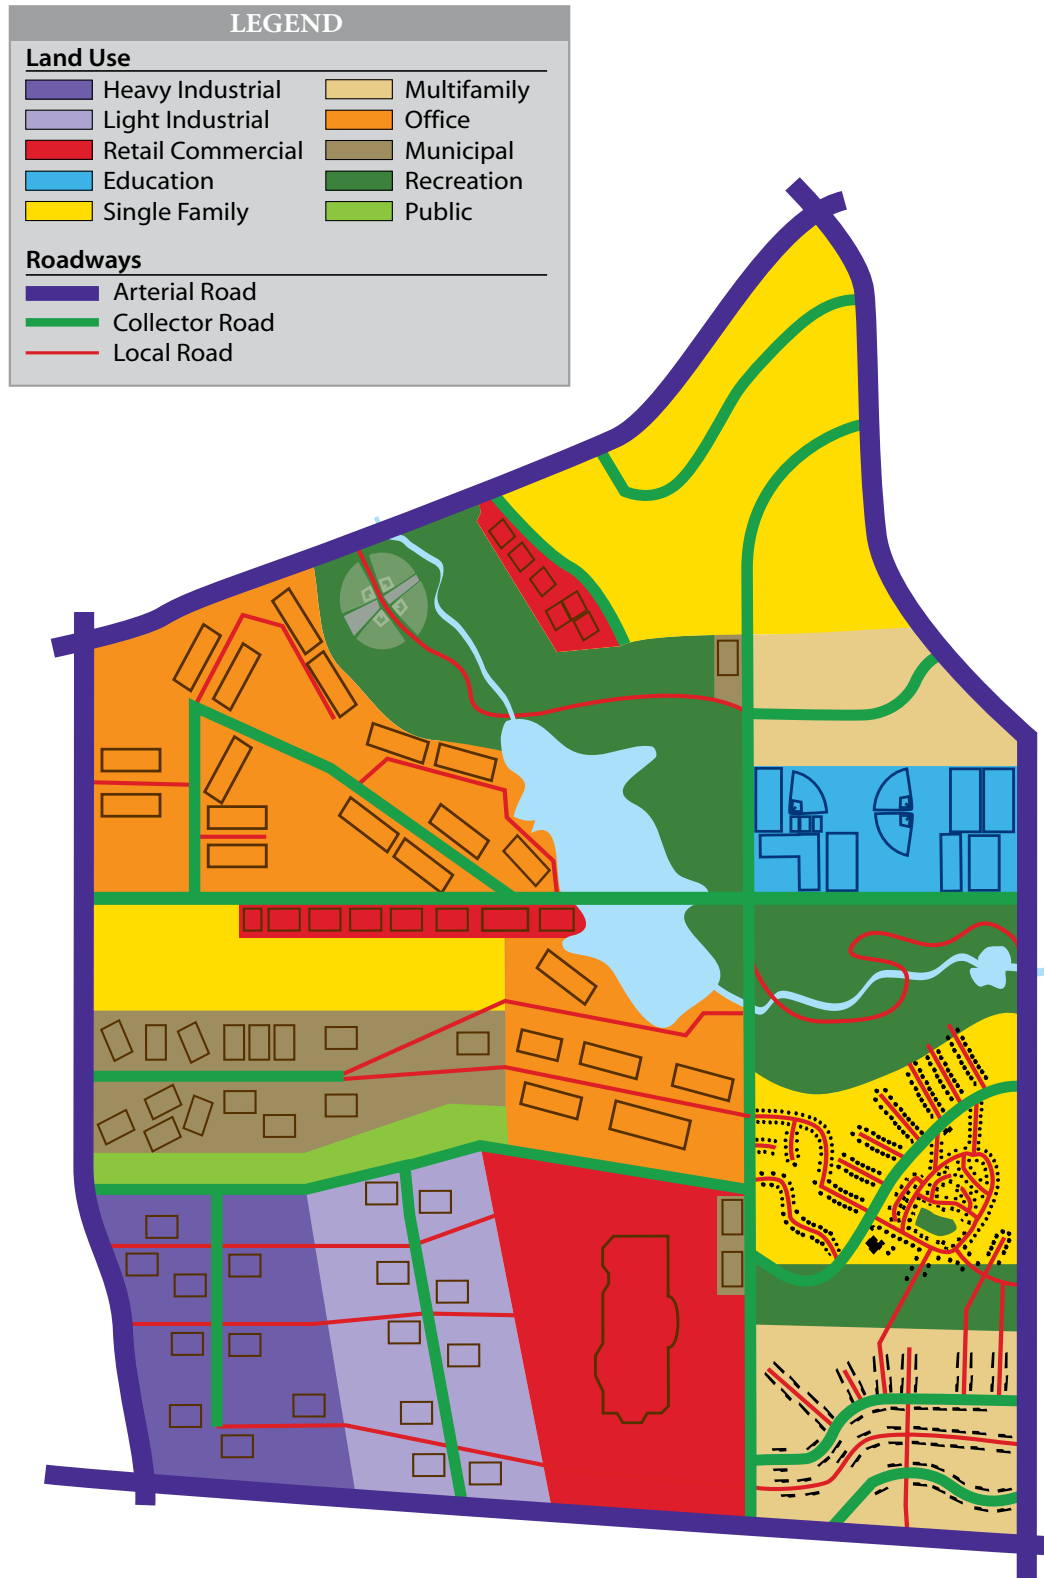 LEGEND
Land Use
Heavy Industrial
Multifamily
Light Industrial
Office
Retail Commercial
Municipal
Education
Recreation
Single Family
Public
Roadways
Arterial Road
Collector Road
Local Road